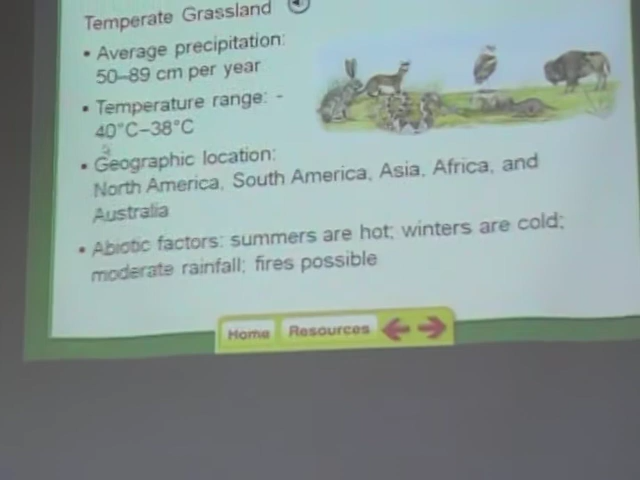 Temperate Grassland
• Average precipitation:
50–89 cm per year
• Temperature range: -
40°C–38°C
• Geographic location:
North America, South America, Asia, Africa, and
Australia
• Abiotic factors: summers are hot; winters are cold;
moderate rainfall; fires possible
Home Resources